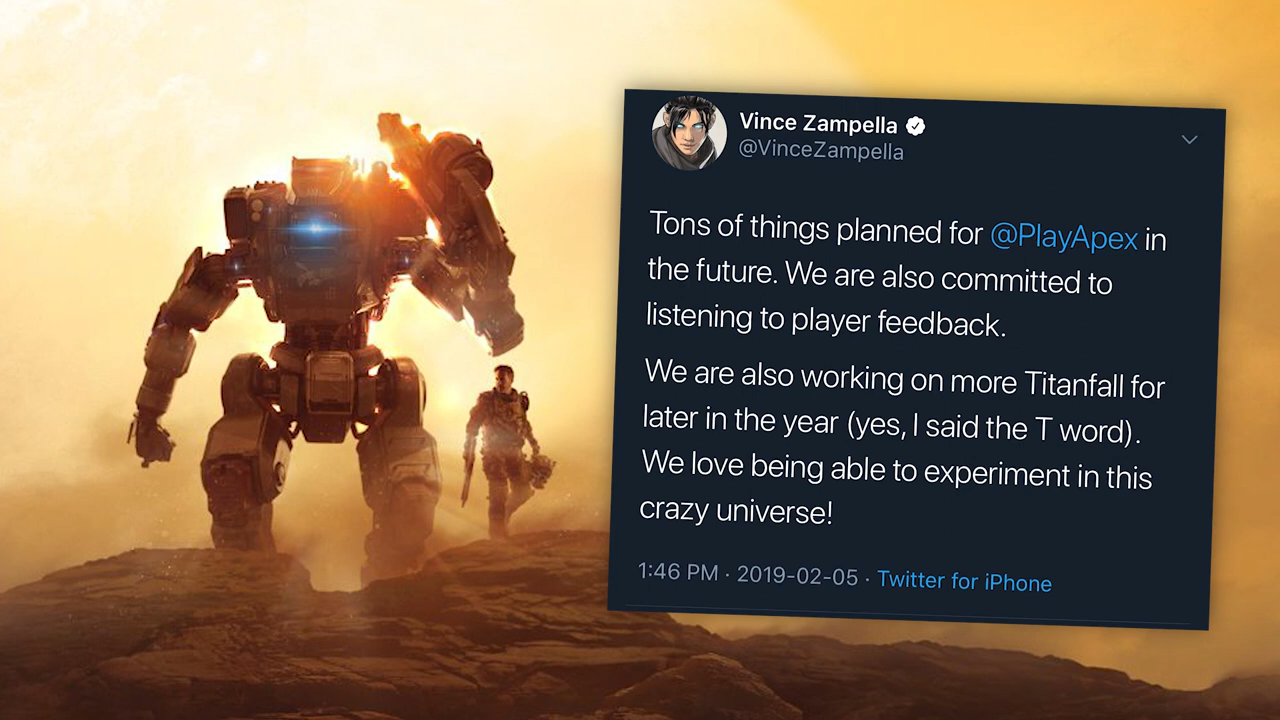 Vince Zampella
@VinceZampella
Tons of things planned for @PlayApex in
the future. We are also committed to
listening to player feedback.
We are also working on more Titanfall for
later in the year (yes, I said the T word).
We love being able to experiment in this
crazy universe!
1:46 PM · 2019-02-05 · Twitter for iPhone